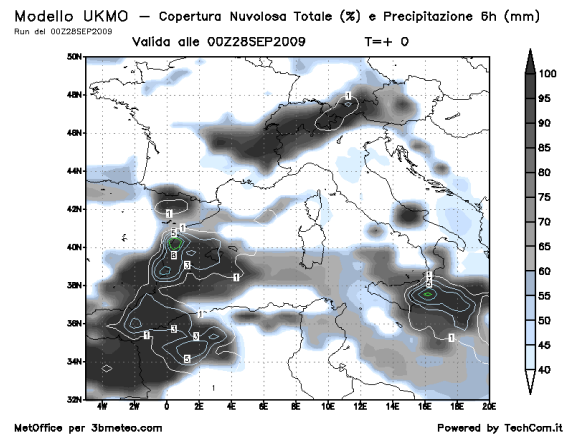 Modello UKMO – Copertura Nuvolosa Totale (%) e Precipitazione 6h (mm)
Run del 00Z28SEP2009
Valida alle 00Z28SEP2009 T=+ 0
50N
48N
46N
44N
42N
40N
38N
36N
34N
32N
4W 2W 0 2E 4E 6E 8E 10E 12E 14E 16E 18E 20E
100
95
90
85
80
75
70
65
60
55
50
45
40
MetOffice per 3bmeteo.com
Powered by TechCom.it